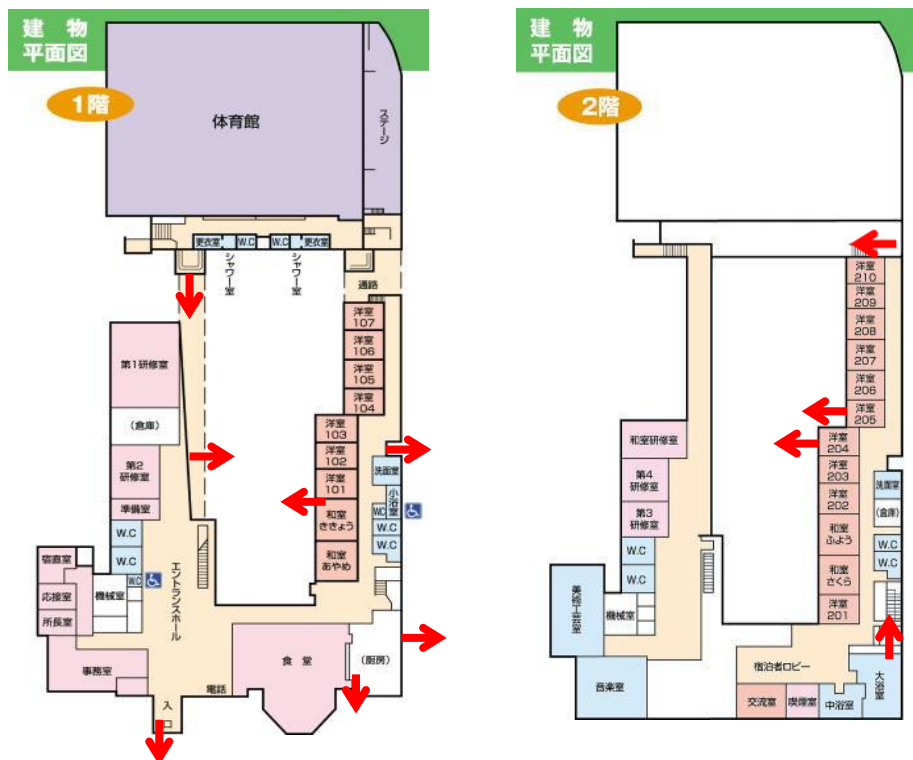 建物
平面図
1階
体育館
ステージ
更衣室
W.C
W.C
更衣室
シャワー室
シャワー室
通路
洋室
107
洋室
106
洋室
105
洋室
104
洋室
103
洋室
102
洋室
101
和室
ききょう
和室
あやめ
第1研修室
(倉庫)
第2
研修室
準備室
W.C
W.C
W.C
宿直室
応接室
所長室
機械室
事務室
エントランスホール
洗面室
小浴室
W.C
W.C
W.C
食堂
(厨房)
電話
入口
建物
平面図
2階
洋室
210
洋室
209
洋室
208
洋室
207
洋室
206
洋室
205
洋室
204
洋室
203
洋室
202
和室
ふよう
和室
さくら
洋室
201
和室研修室
第4
研修室
第3
研修室
W.C
W.C
機械室
美術工芸室
音楽室
洗面室
(倉庫)
W.C
W.C
宿泊者ロビー
交流室
喫煙室
中浴室
大浴室